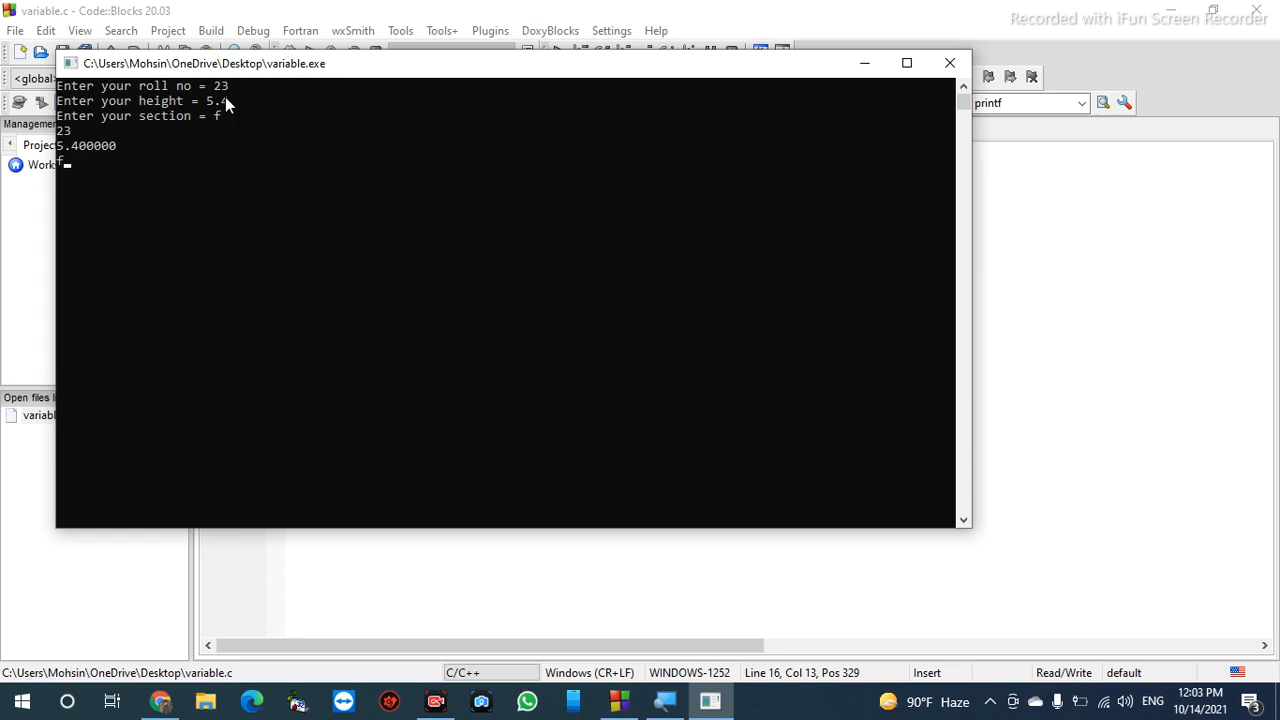 variable.c - Code::Blocks 20.03
Recorded with iFun Screen Recorder
File Edit View Search Project Build Debug Fortran wxSmith Tools Tools+ Plugins DoxyBlocks Settings Help
C:\Users\Mohsin\OneDrive\Desktop\variable.exe
<global>
printf
Enter your roll no = 23
Enter your height = 5.4
Enter your section = f
23
5.400000
f
Open files
C:\Users\Mohsin\OneDrive\Desktop\variable.c C/C++ Windows (CR+LF) WINDOWS-1252 Line 16, Col 13, Pos 329 Insert Read/Write default
90°F Haze ENG 12:03 PM
10/14/2021 3